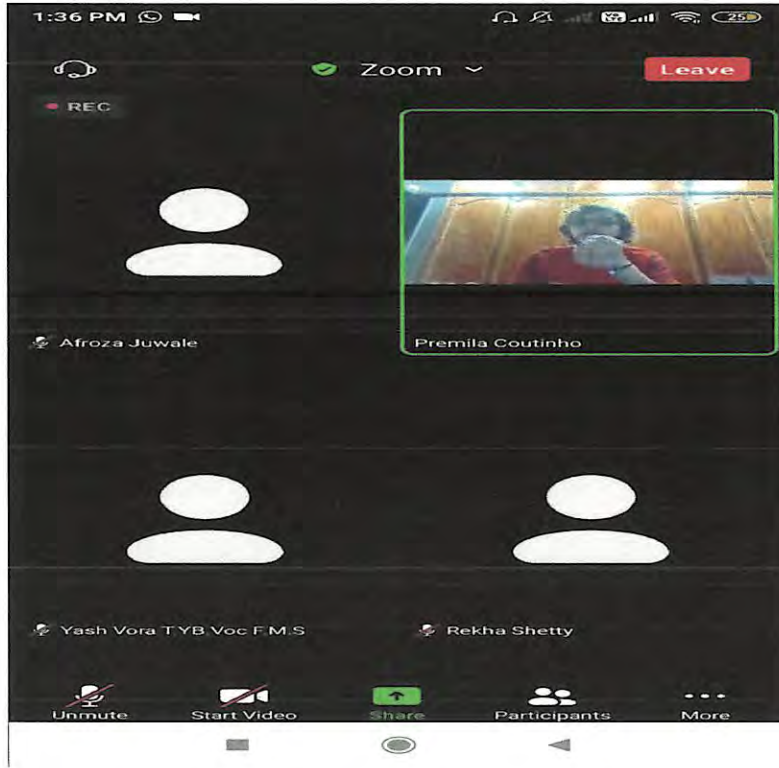 1:36 PM 25
Zoom Leave
REC
Afroza Juwale Premila Coutinho
Yash Vora TYB.Voc F.M.S Rekha Shetty
Unmute Start Video Share Participants More